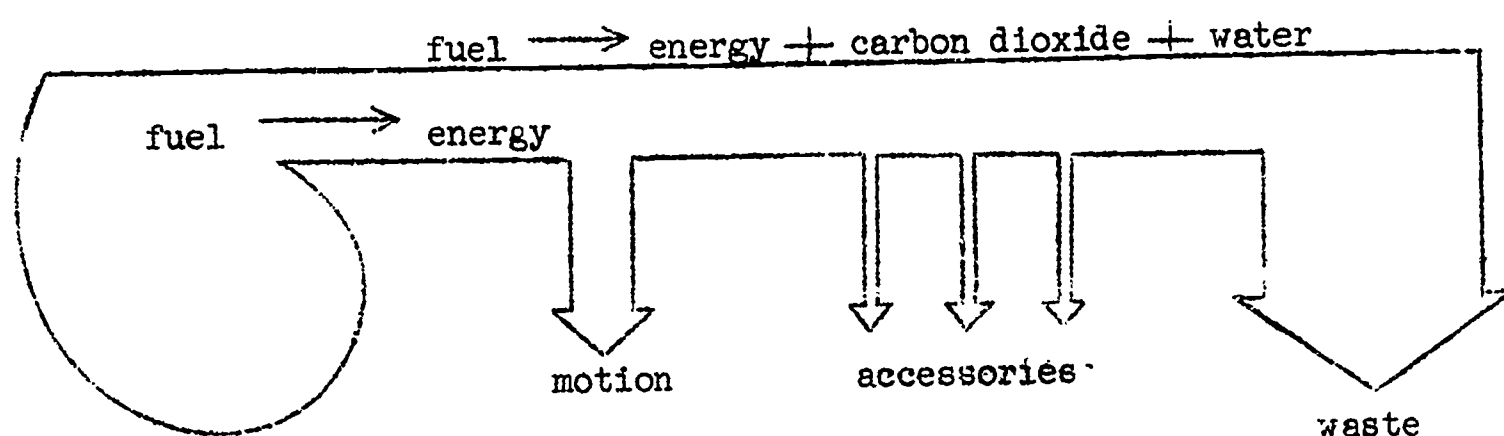 fuel → energy + carbon dioxide + water
fuel → energy
motion
accessories
waste